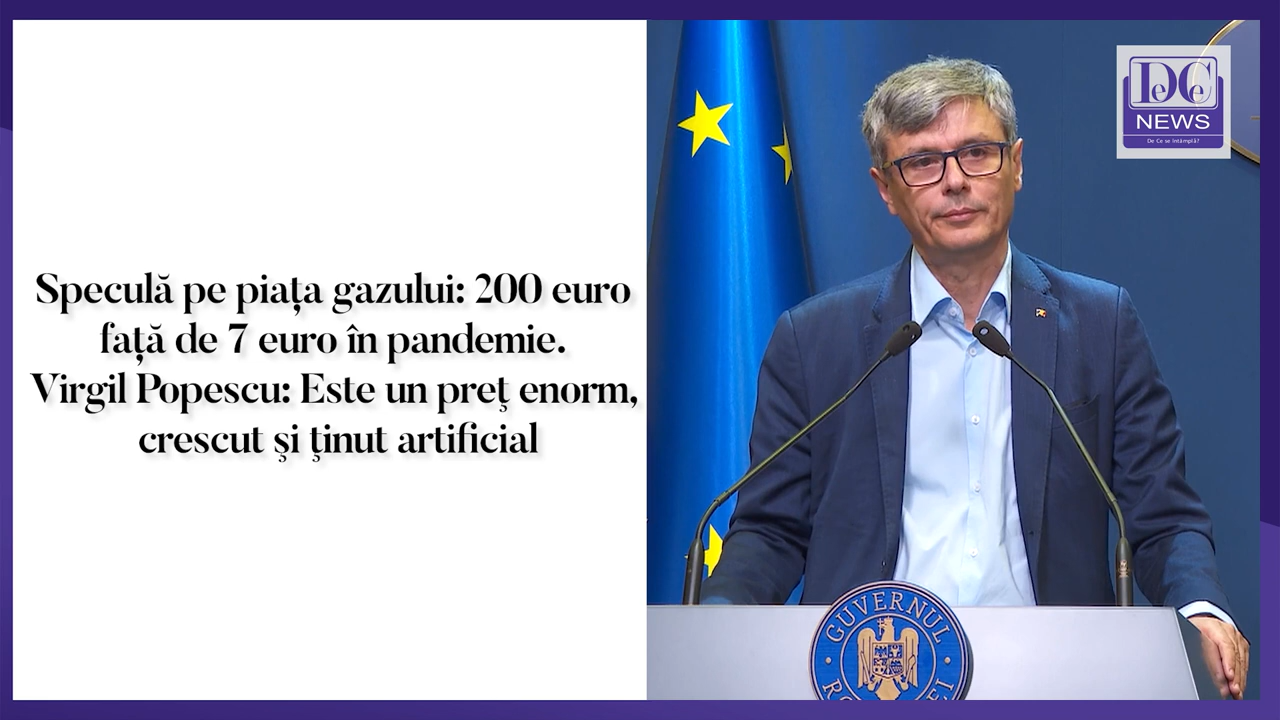 Speculă pe piața gazului: 200 euro
față de 7 euro în pandemie.
Virgil Popescu: Este un preţ enorm,
crescut şi ţinut artificial
DeCe
NEWS
De Ce se întâmplă?
GUVERNUL